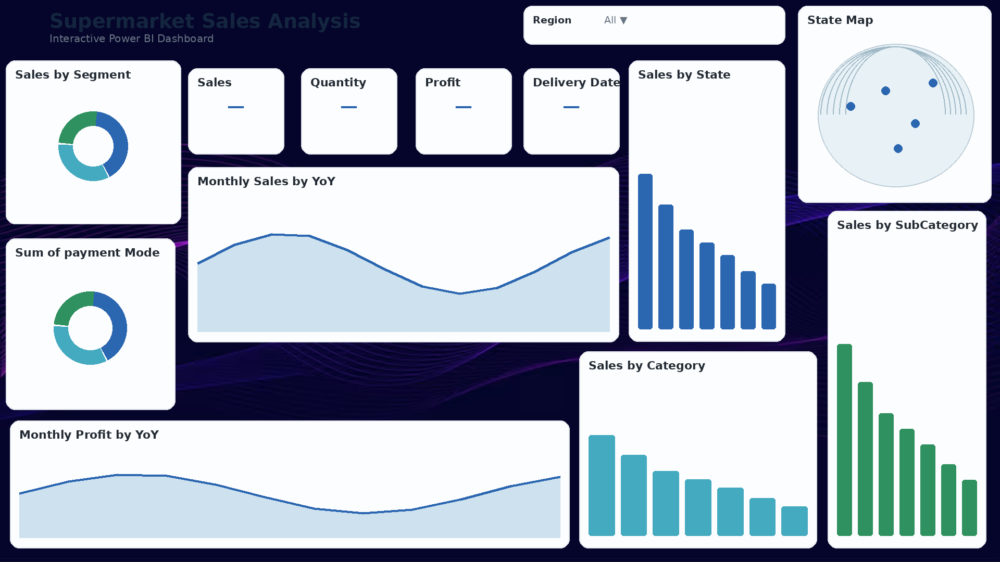 Supermarket Sales Analysis
Interactive Power BI Dashboard
Region All ▼
State Map
Sales by Segment
Sales
—
Quantity
—
Profit
—
Delivery Date
—
Sales by State
Monthly Sales by YoY
Sales by SubCategory
Sum of payment Mode
Sales by Category
Monthly Profit by YoY